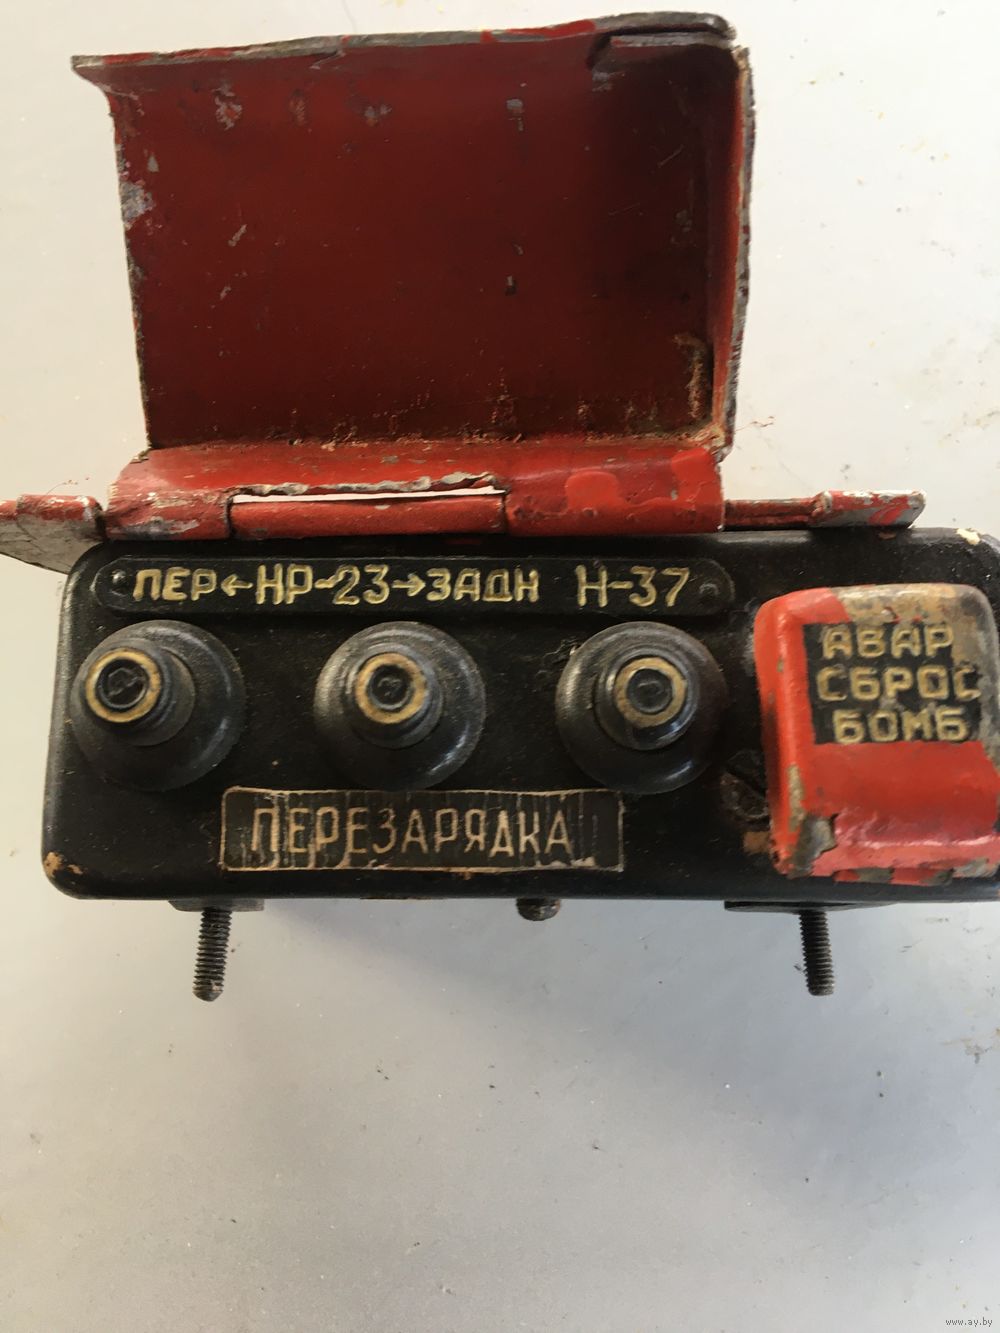 ПЕР←НР-23→ЗАДН Н-37
АВАР
СБРОС
БОМБ
ПЕРЕЗАРЯДКА
www.ay.by